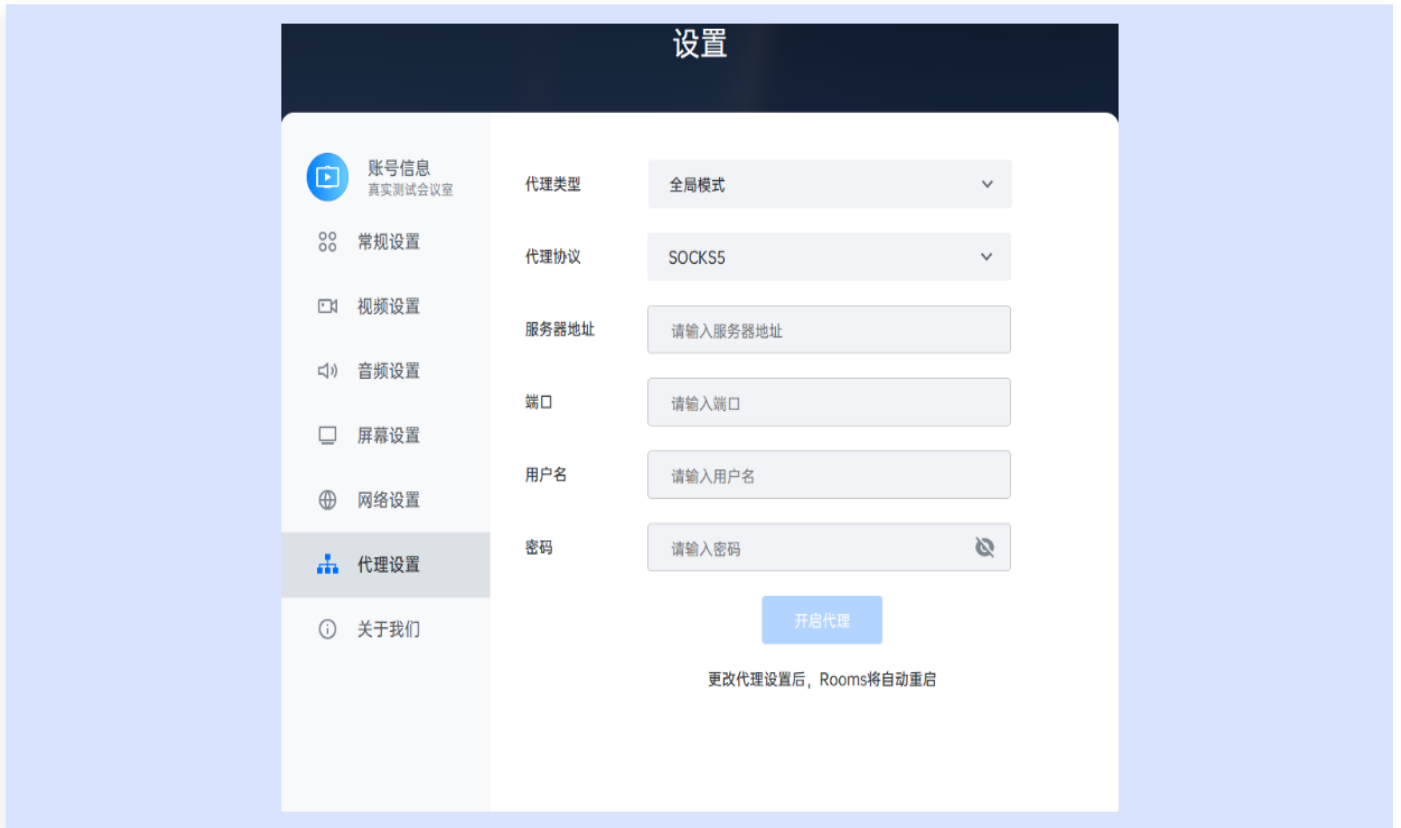 设置
账号信息
真实测试会议室
常规设置
视频设置
音频设置
屏幕设置
网络设置
代理设置
关于我们
代理类型 全局模式
代理协议 SOCKS5
服务器地址 请输入服务器地址
端口 请输入端口
用户名 请输入用户名
密码 请输入密码
开启代理
更改代理设置后，Rooms将自动重启